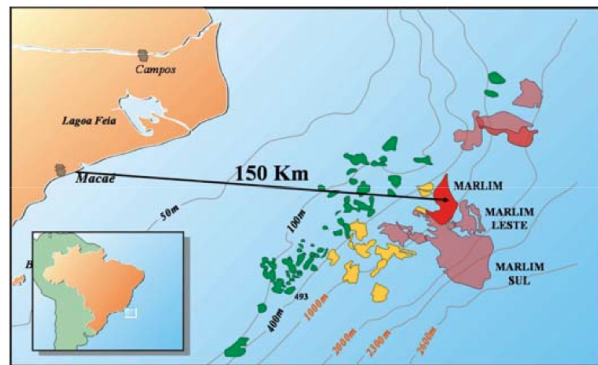 Campos
Lagoa Feia
Macaé
150 Km
MARLIM
MARLIM
LESTE
MARLIM
SUL
50m
100m
493
400m
1000m
2000m
2300m
2600m
B